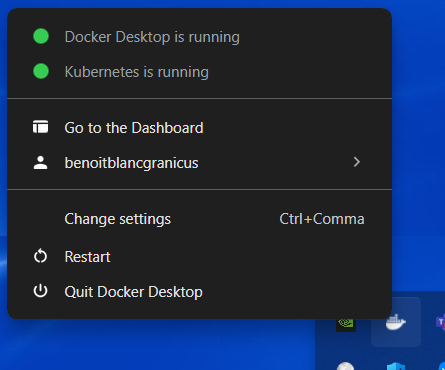 Docker Desktop is running
Kubernetes is running
Go to the Dashboard
benoitblancgranicus
Change settings Ctrl+Comma
Restart
Quit Docker Desktop